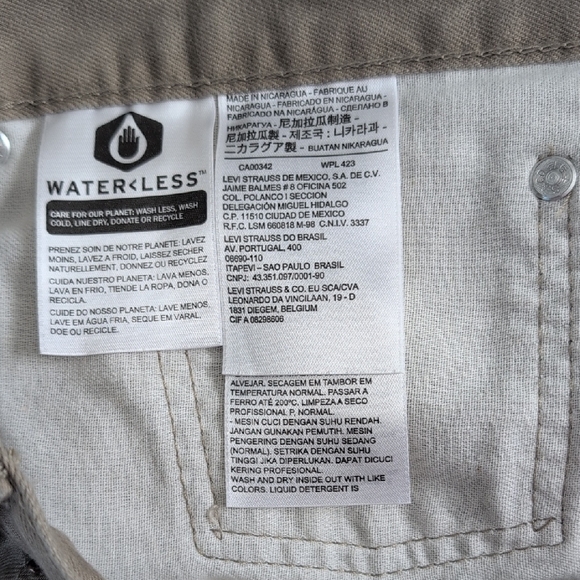 WATER<LESS™
CARE FOR OUR PLANET: WASH LESS, WASH
COLD, LINE DRY, DONATE OR RECYCLE
PRENEZ SOIN DE NOTRE PLANETE: LAVEZ
MOINS, LAVEZ A FROID, LAISSEZ SECHER
NATURELLEMENT, DONNEZ OU RECYCLEZ
CUIDA NUESTRO PLANETA: LAVA MENOS,
LAVA EN FRIO, TIENDE LA ROPA, DONA O
RECICLA.
CUIDE DO NOSSO PLANETA: LAVE MENOS,
LAVE EM ÁGUA FRIA, SEQUE EM VARAL,
DOE OU RECICLE.
MADE IN NICARAGUA - FABRIQUE AU
NICARAGUA - FABRICADO EN NICARAGUA -
FABRICADO NA NICARÁGUA - СДЕЛАНО В
НИКАРАГУА - 尼加拉瓜制造 -
尼加拉瓜製 - 제조국 : 니카라과 -
ニカラグア製 - BUATAN NIKARAGUA
CA00342 WPL 423
LEVI STRAUSS DE MEXICO, S.A. DE C.V.
JAIME BALMES # 8 OFICINA 502
COL. POLANCO I SECCION
DELEGACIÓN MIGUEL HIDALGO
C.P. 11510 CIUDAD DE MEXICO
R.F.C. LSM 660818 M-98 C.N.I.V. 3337
LEVI STRAUSS DO BRASIL
AV. PORTUGAL, 400
06690-110
ITAPEVI – SAO PAULO BRASIL
CNPJ: 43.351.097/0001-90
LEVI STRAUSS & CO. EU SCA/CVA
LEONARDO DA VINCILAAN, 19 - D
1831 DIEGEM, BELGIUM
CIF A 08298606
ALVEJAR. SECAGEM EM TAMBOR EM
TEMPERATURA NORMAL. PASSAR A
FERRO ATÉ 200°C. LIMPEZA A SECO
PROFISSIONAL P, NORMAL.
- MESIN CUCI DENGAN SUHU RENDAH.
JANGAN GUNAKAN PEMUTIH. MESIN
PENGERING DENGAN SUHU SEDANG
(NORMAL). SETRIKA DENGAN SUHU
TINGGI JIKA DIPERLUKAN. DAPAT DICUCI
KERING PROFESIONAL.
WASH AND DRY INSIDE OUT WITH LIKE
COLORS. LIQUID DETERGENT IS